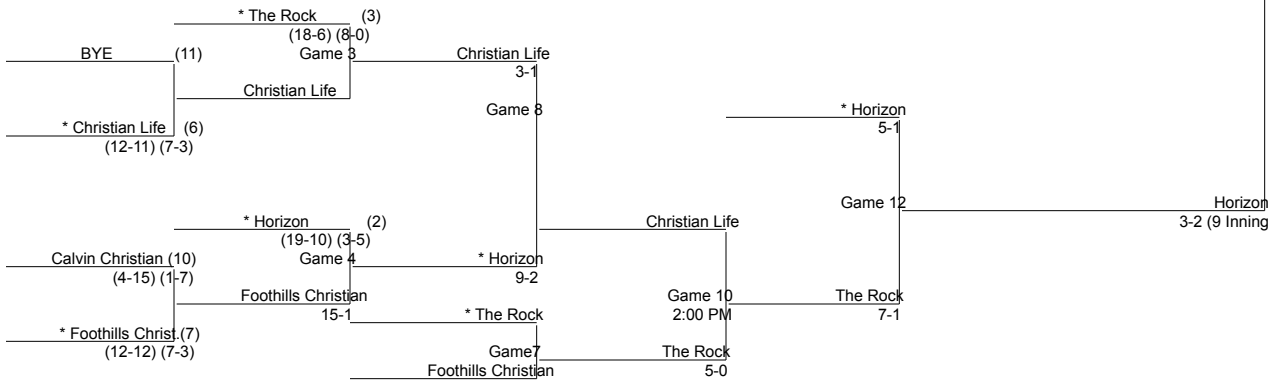 * The Rock (3)
(18-6) (8-0)
BYE (11)
Game 3
Christian Life
3-1
Christian Life
Game 8
* Horizon
5-1
* Christian Life (6)
(12-11) (7-3)
Game 12
Horizon
3-2 (9 Inning
* Horizon (2)
(19-10) (3-5)
Christian Life
Calvin Christian (10)
(4-15) (1-7)
Game 4
* Horizon
9-2
Foothills Christian
15-1
Game 10
2:00 PM
The Rock
7-1
* The Rock
* Foothills Christ.(7)
(12-12) (7-3)
Game7
The Rock
5-0
Foothills Christian